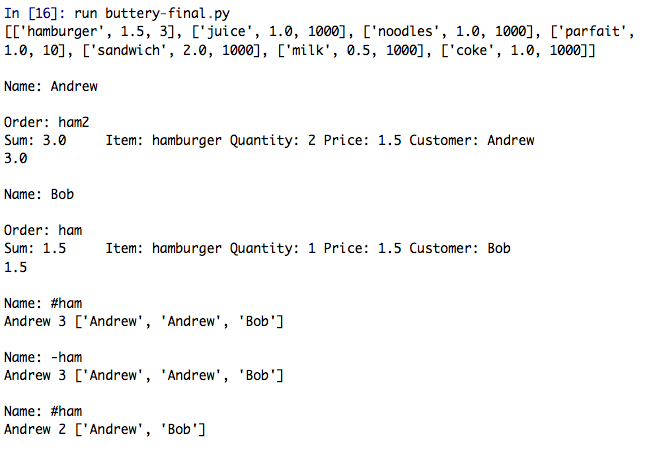 In [16]: run buttery-final.py
[['hamburger', 1.5, 3], ['juice', 1.0, 1000], ['noodles', 1.0, 1000], ['parfait',
1.0, 10], ['sandwich', 2.0, 1000], ['milk', 0.5, 1000], ['coke', 1.0, 1000]]
Name: Andrew
Order: ham2
Sum: 3.0     Item: hamburger Quantity: 2 Price: 1.5 Customer: Andrew
3.0
Name: Bob
Order: ham
Sum: 1.5     Item: hamburger Quantity: 1 Price: 1.5 Customer: Bob
1.5
Name: #ham
Andrew 3 ['Andrew', 'Andrew', 'Bob']
Name: -ham
Andrew 3 ['Andrew', 'Andrew', 'Bob']
Name: #ham
Andrew 2 ['Andrew', 'Bob']